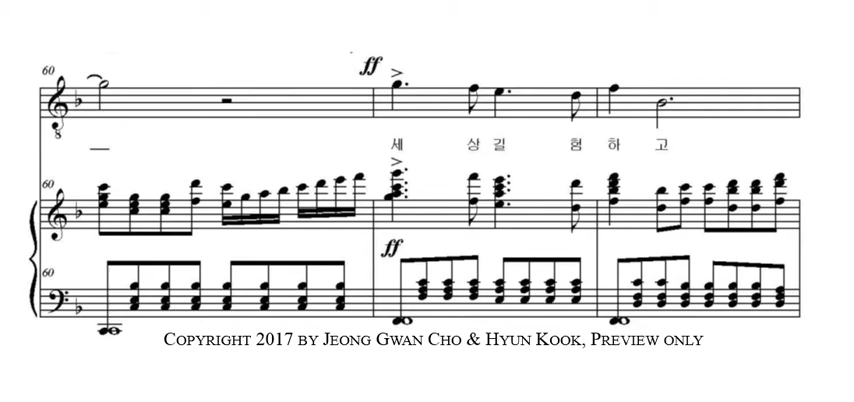 60
ff
8
세 상 길 험 하 고
60
ff
60
COPYRIGHT 2017 BY JEONG GWAN CHO & HYUN KOOK, PREVIEW ONLY